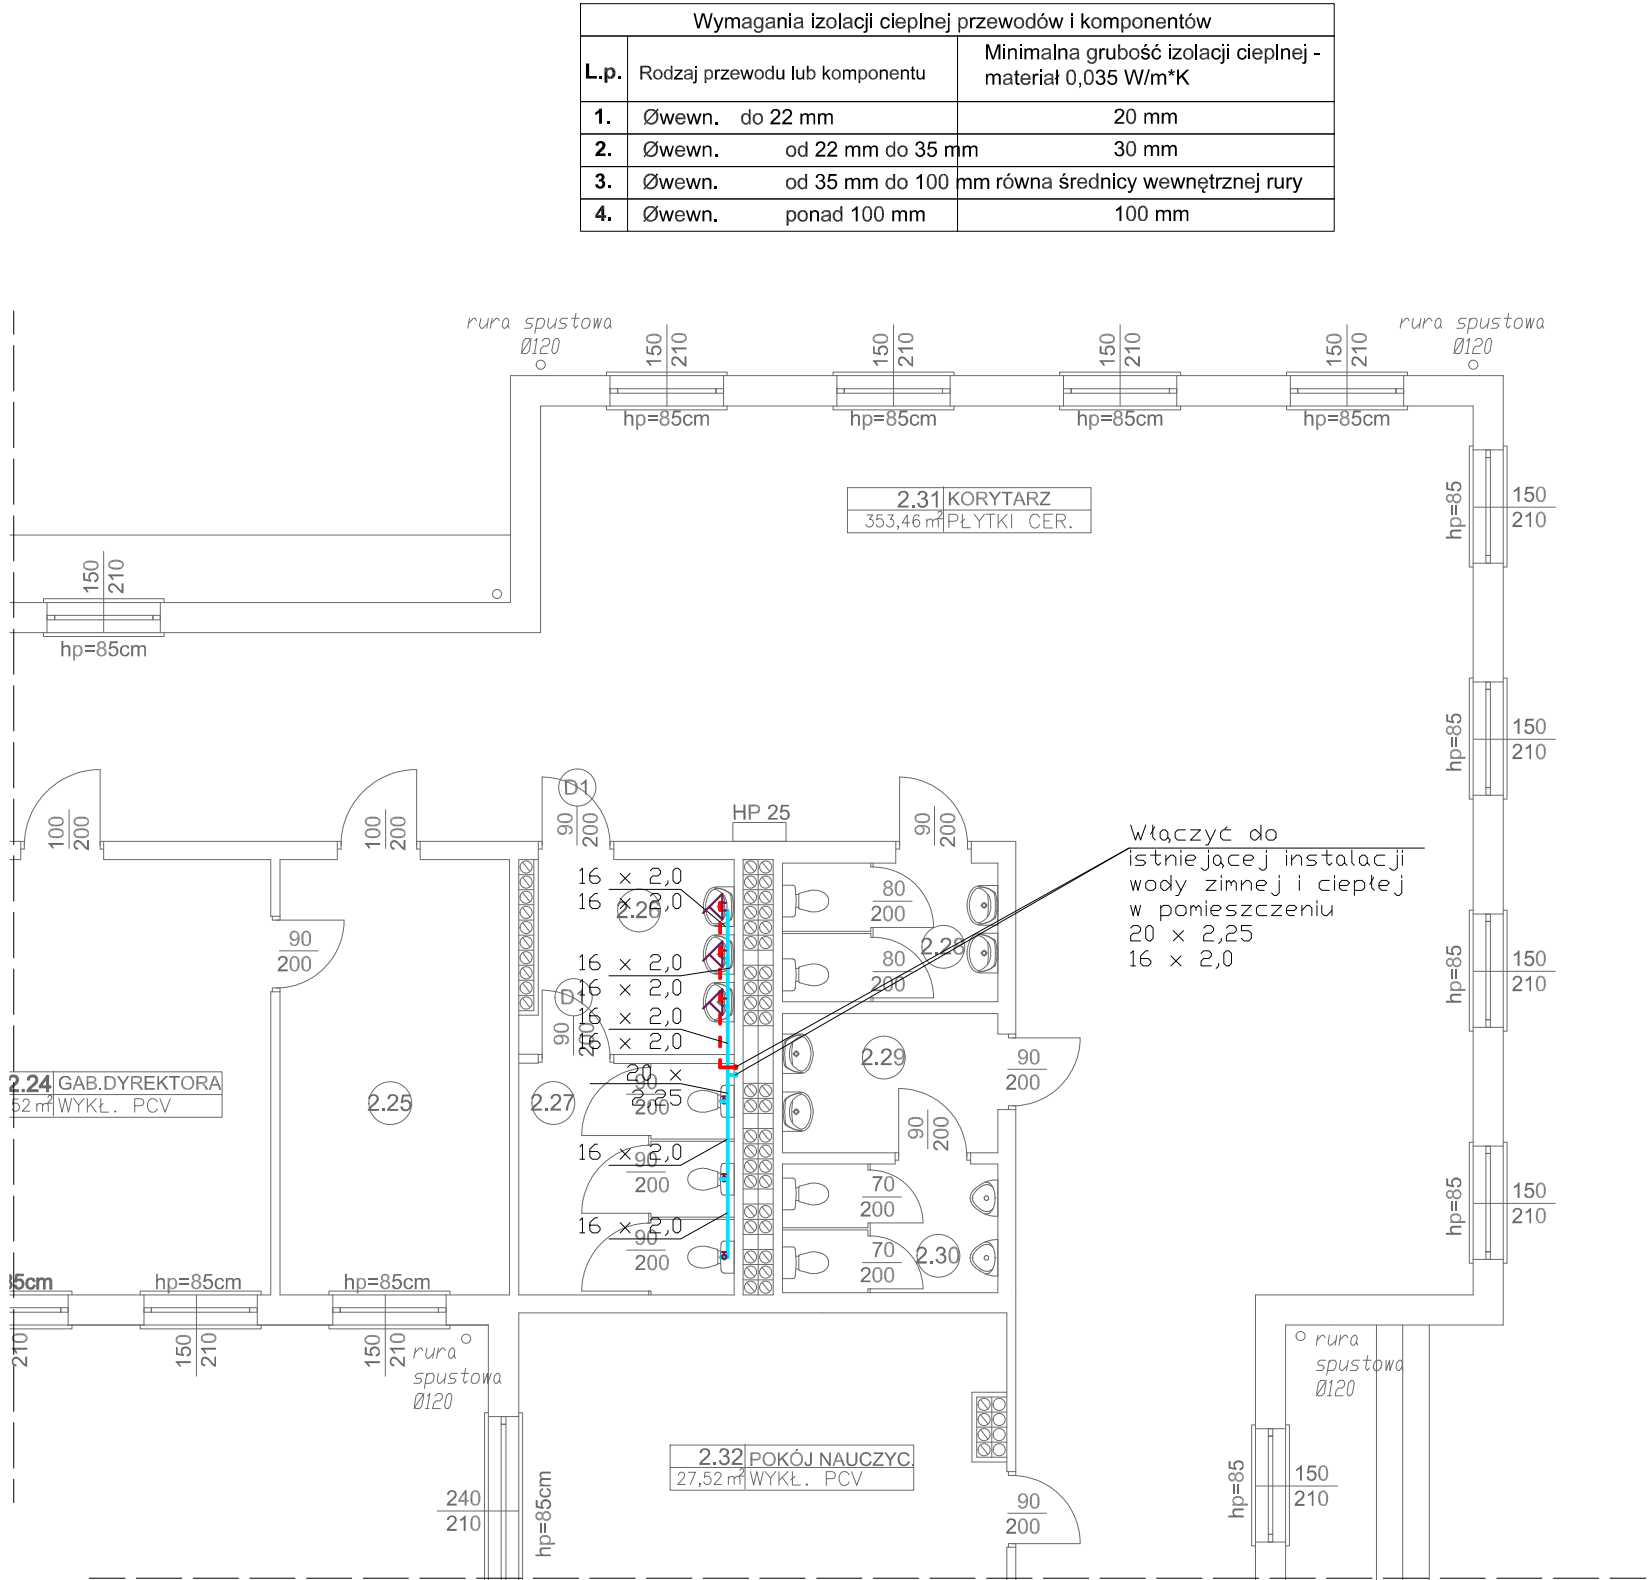 Wymagania izolacji cieplnej przewodów i komponentów
L.p. Rodzaj przewodu lub komponentu
Minimalna grubość izolacji cieplnej -
materiał 0,035 W/m*K
1. Øwewn. do 22 mm 20 mm
2. Øwewn. od 22 mm do 35 mm 30 mm
3. Øwewn. od 35 mm do 100 mm równa średnicy wewnętrznej rury
4. Øwewn. ponad 100 mm 100 mm
rura spustowa
Ø120
150
210
hp=85cm
150
210
hp=85cm
150
210
hp=85cm
150
210
hp=85cm
rura spustowa
Ø120
2.31 KORYTARZ
353,46 m² PŁYTKI CER.
hp=85
150
210
150
210
hp=85cm
hp=85
150
210
hp=85
150
210
hp=85
150
210
100
200
100
200
D1
90
200
HP 25
90
200
Włączyć do
istniejącej instalacji
wody zimnej i ciepłej
w pomieszczeniu
20 × 2,25
16 × 2,0
16 × 2,0
16 × 2,0
2.26
80
200
2.28
80
200
90
200
16 × 2,0
16 × 2,0
D
90
200
16 × 2,0
16 × 2,0
2.29
90
200
2.24 GAB.DYREKTORA
52 m² WYKŁ. PCV
2.25
2.27
20 ×
2,25
90
200
90
200
16 × 2,0
90
200
70
200
16 × 2,0
90
200
70
200
2.30
85cm
210
hp=85cm
150
210
hp=85cm
150
210
rura
spustowa
Ø120
rura
spustowa
Ø120
2.32 POKÓJ NAUCZYC.
27,52 m² WYKŁ. PCV
240
210
hp=85cm
90
200
hp=85
150
210